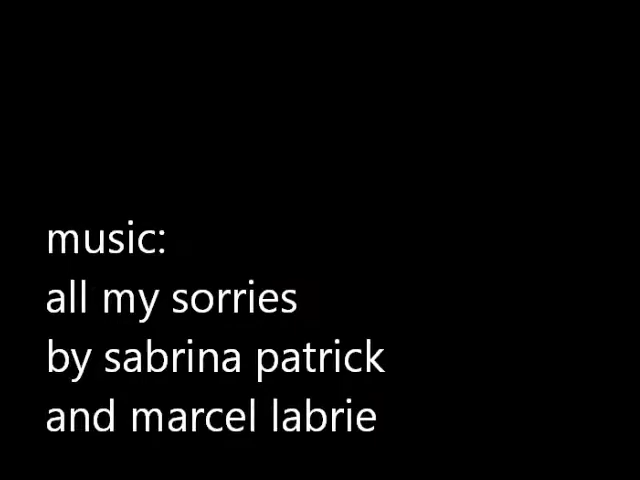 music:
all my sorries
by sabrina patrick
and marcel labrie